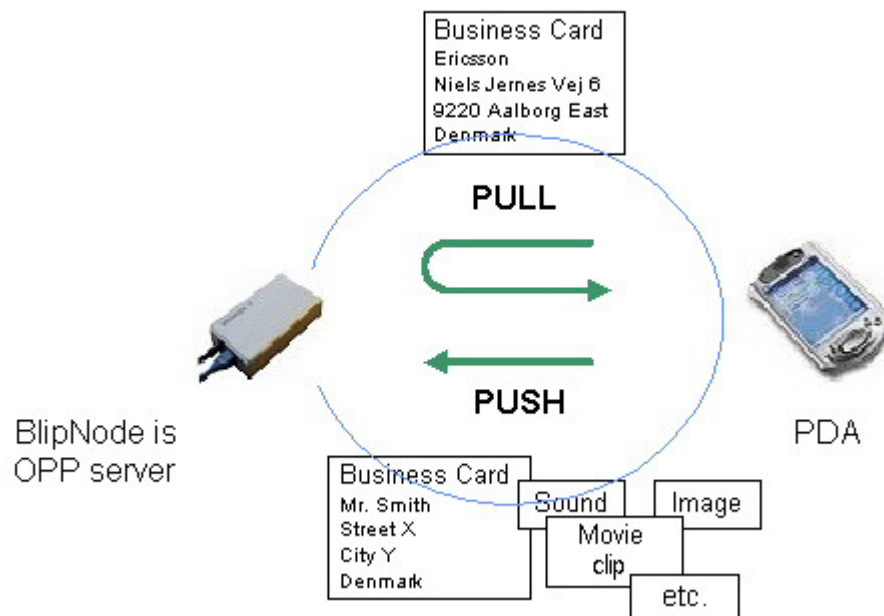 Business Card
Ericsson
Niels Jernes Vej 6
9220 Aalborg East
Denmark
PULL
PUSH
BlipNode is
OPP server
PDA
Business Card
Mr. Smith
Street X
City Y
Denmark
Sound
Image
Movie
clip
etc.